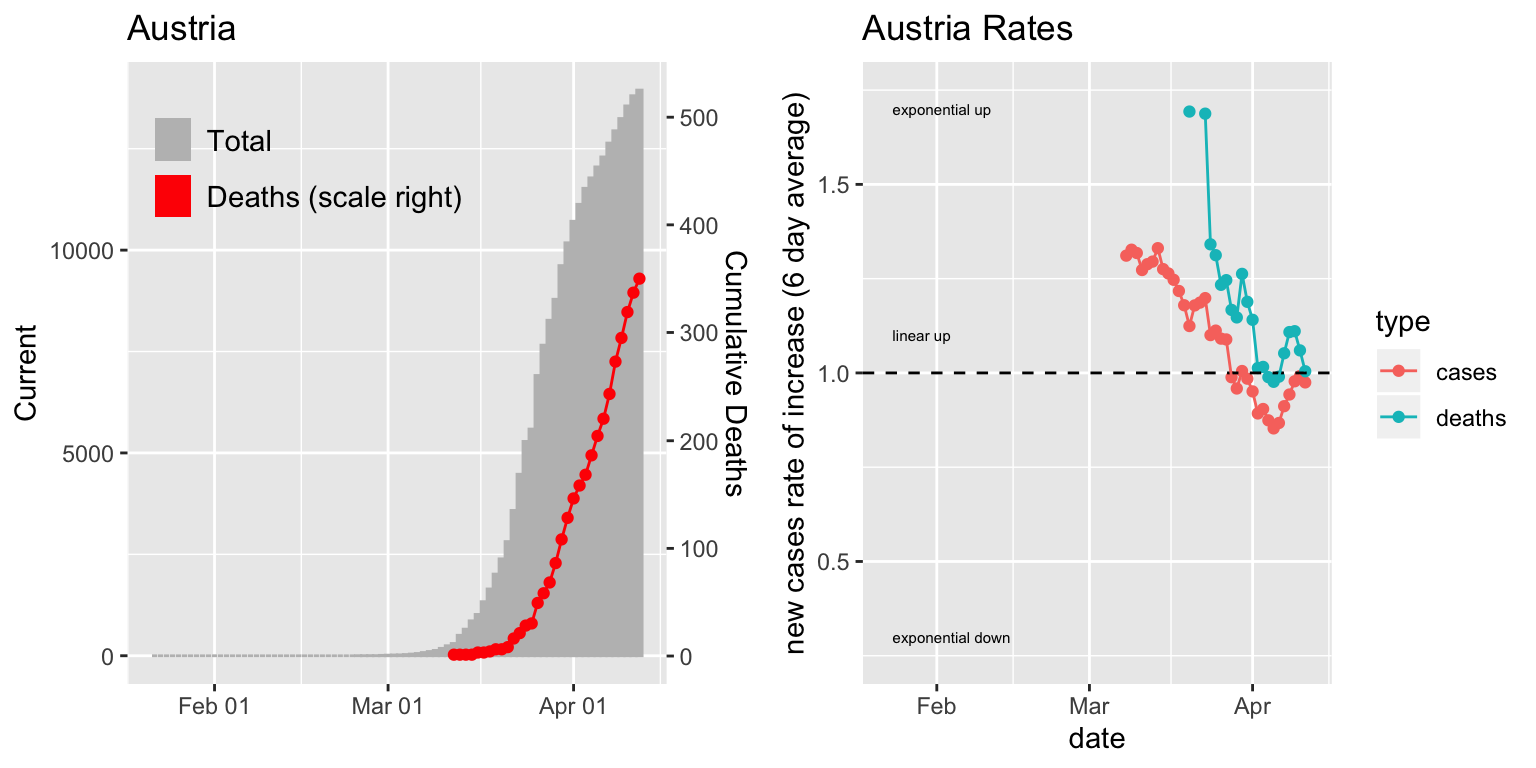 Austria
Total
Deaths (scale right)
Current
10000
5000
0
500
400
300
200
100
0
Cumulative Deaths
Feb 01
Mar 01
Apr 01
Austria Rates
new cases rate of increase (6 day average)
1.5
1.0
0.5
exponential up
linear up
exponential down
Feb
Mar
Apr
date
type
cases
deaths